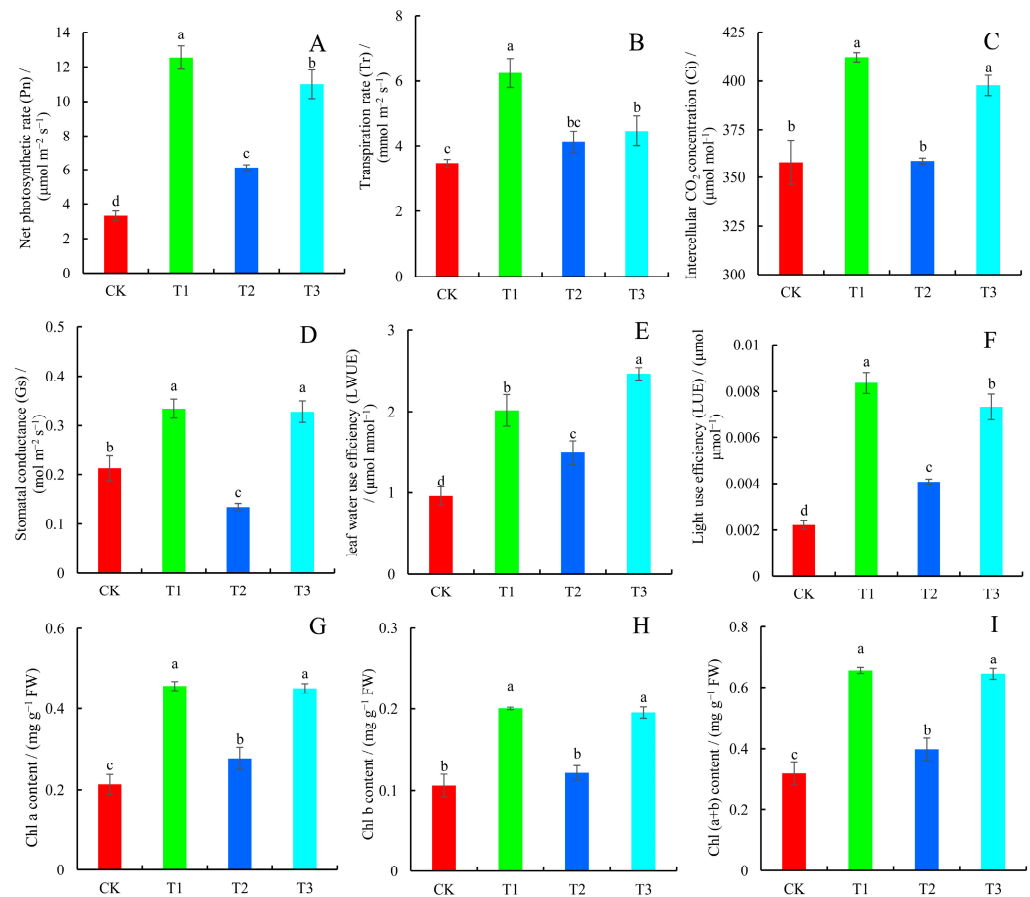 A
Net photosynthetic rate (Pn) /
(μmol m⁻² s⁻¹)
14
12
10
8
6
4
2
0
a
b
c
d
CK T1 T2 T3
B
Transpiration rate (Tr) /
(mmol m⁻² s⁻¹)
8
6
4
2
0
c
a
bc
b
CK T1 T2 T3
C
Intercellular CO₂ concentration (Ci) /
(μmol mol⁻¹)
425
400
375
350
325
300
b
a
b
a
CK T1 T2 T3
D
Stomatal conductance (Gs) /
(mol m⁻² s⁻¹)
0.5
0.4
0.3
0.2
0.1
0
b
a
c
a
CK T1 T2 T3
E
leaf water use efficiency (LWUE)
/ (μmol mmol⁻¹)
3
2
1
0
d
b
c
a
CK T1 T2 T3
F
Light use efficiency (LUE) / (μmol
μmol⁻¹)
0.01
0.008
0.006
0.004
0.002
0
d
a
c
b
CK T1 T2 T3
G
Chl a content / (mg g⁻¹ FW)
0.6
0.4
0.2
0
c
a
b
a
CK T1 T2 T3
H
Chl b content / (mg g⁻¹ FW)
0.3
0.2
0.1
0
b
a
b
a
CK T1 T2 T3
I
Chl (a+b) content / (mg g⁻¹ FW)
0.8
0.6
0.4
0.2
0
c
a
b
a
CK T1 T2 T3